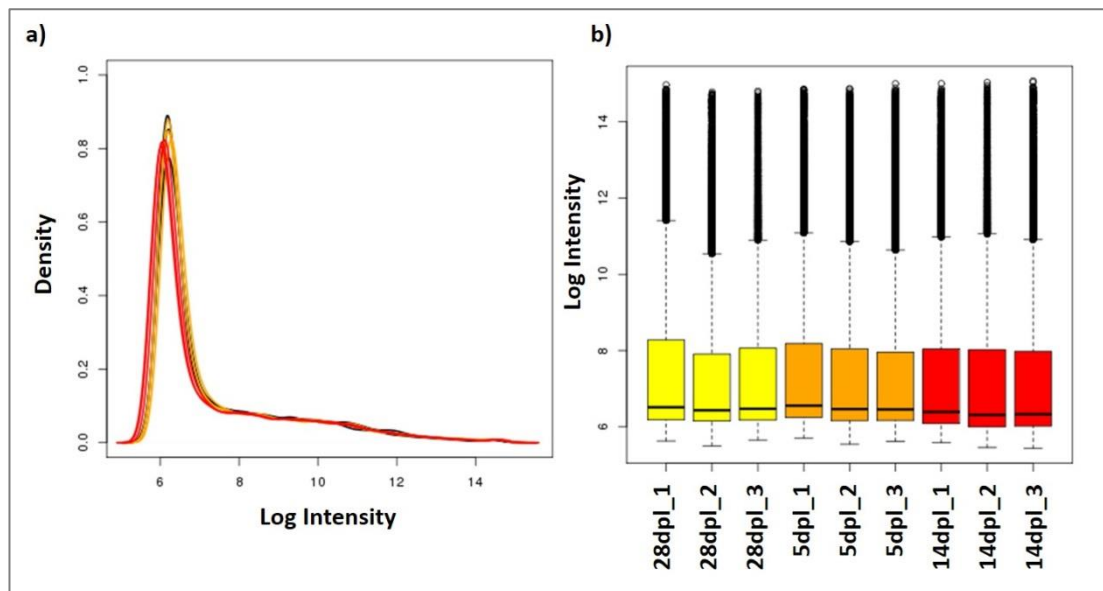 a)
1.0
0.8
0.6
0.4
0.2
0.0
Density
6 8 10 12 14
Log Intensity
b)
14
12
10
8
6
Log Intensity
28dpl_1
28dpl_2
28dpl_3
5dpl_1
5dpl_2
5dpl_3
14dpl_1
14dpl_2
14dpl_3